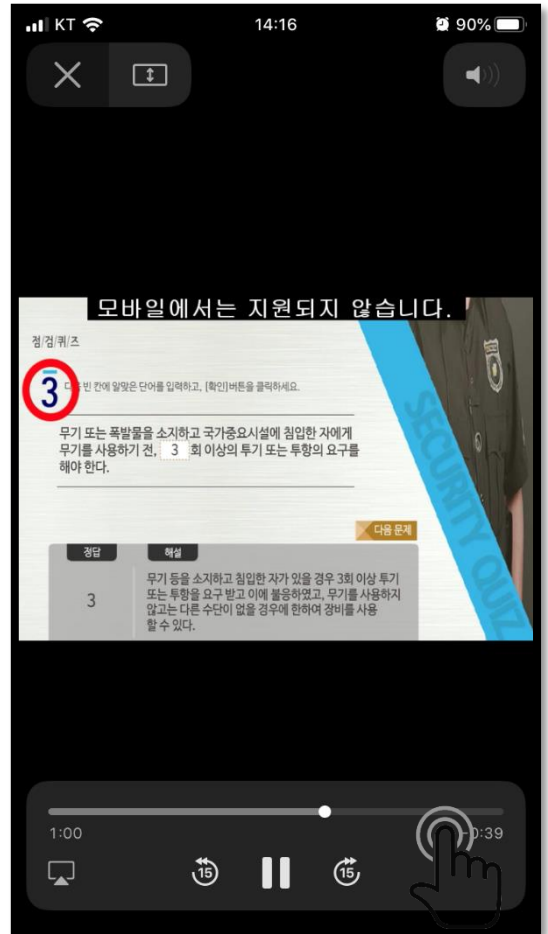 KT
14:16
90%
모바일에서는 지원되지 않습니다.
점/검/퀴/즈
3
다음 빈 칸에 알맞은 단어를 입력하고, [확인]버튼을 클릭하세요.
무기 또는 폭발물을 소지하고 국가중요시설에 침입한 자에게
무기를 사용하기 전, 3 회 이상의 투기 또는 투항의 요구를
해야 한다.
다음 문제
정답
해설
3
무기 등을 소지하고 침입한 자가 있을 경우 3회 이상 투기
또는 투항을 요구 받고 이에 불응하였고, 무기를 사용하지
않고는 다른 수단이 없을 경우에 한하여 장비를 사용
할 수 있다.
SECURITY QUIZ
1:00
0:39
15
15